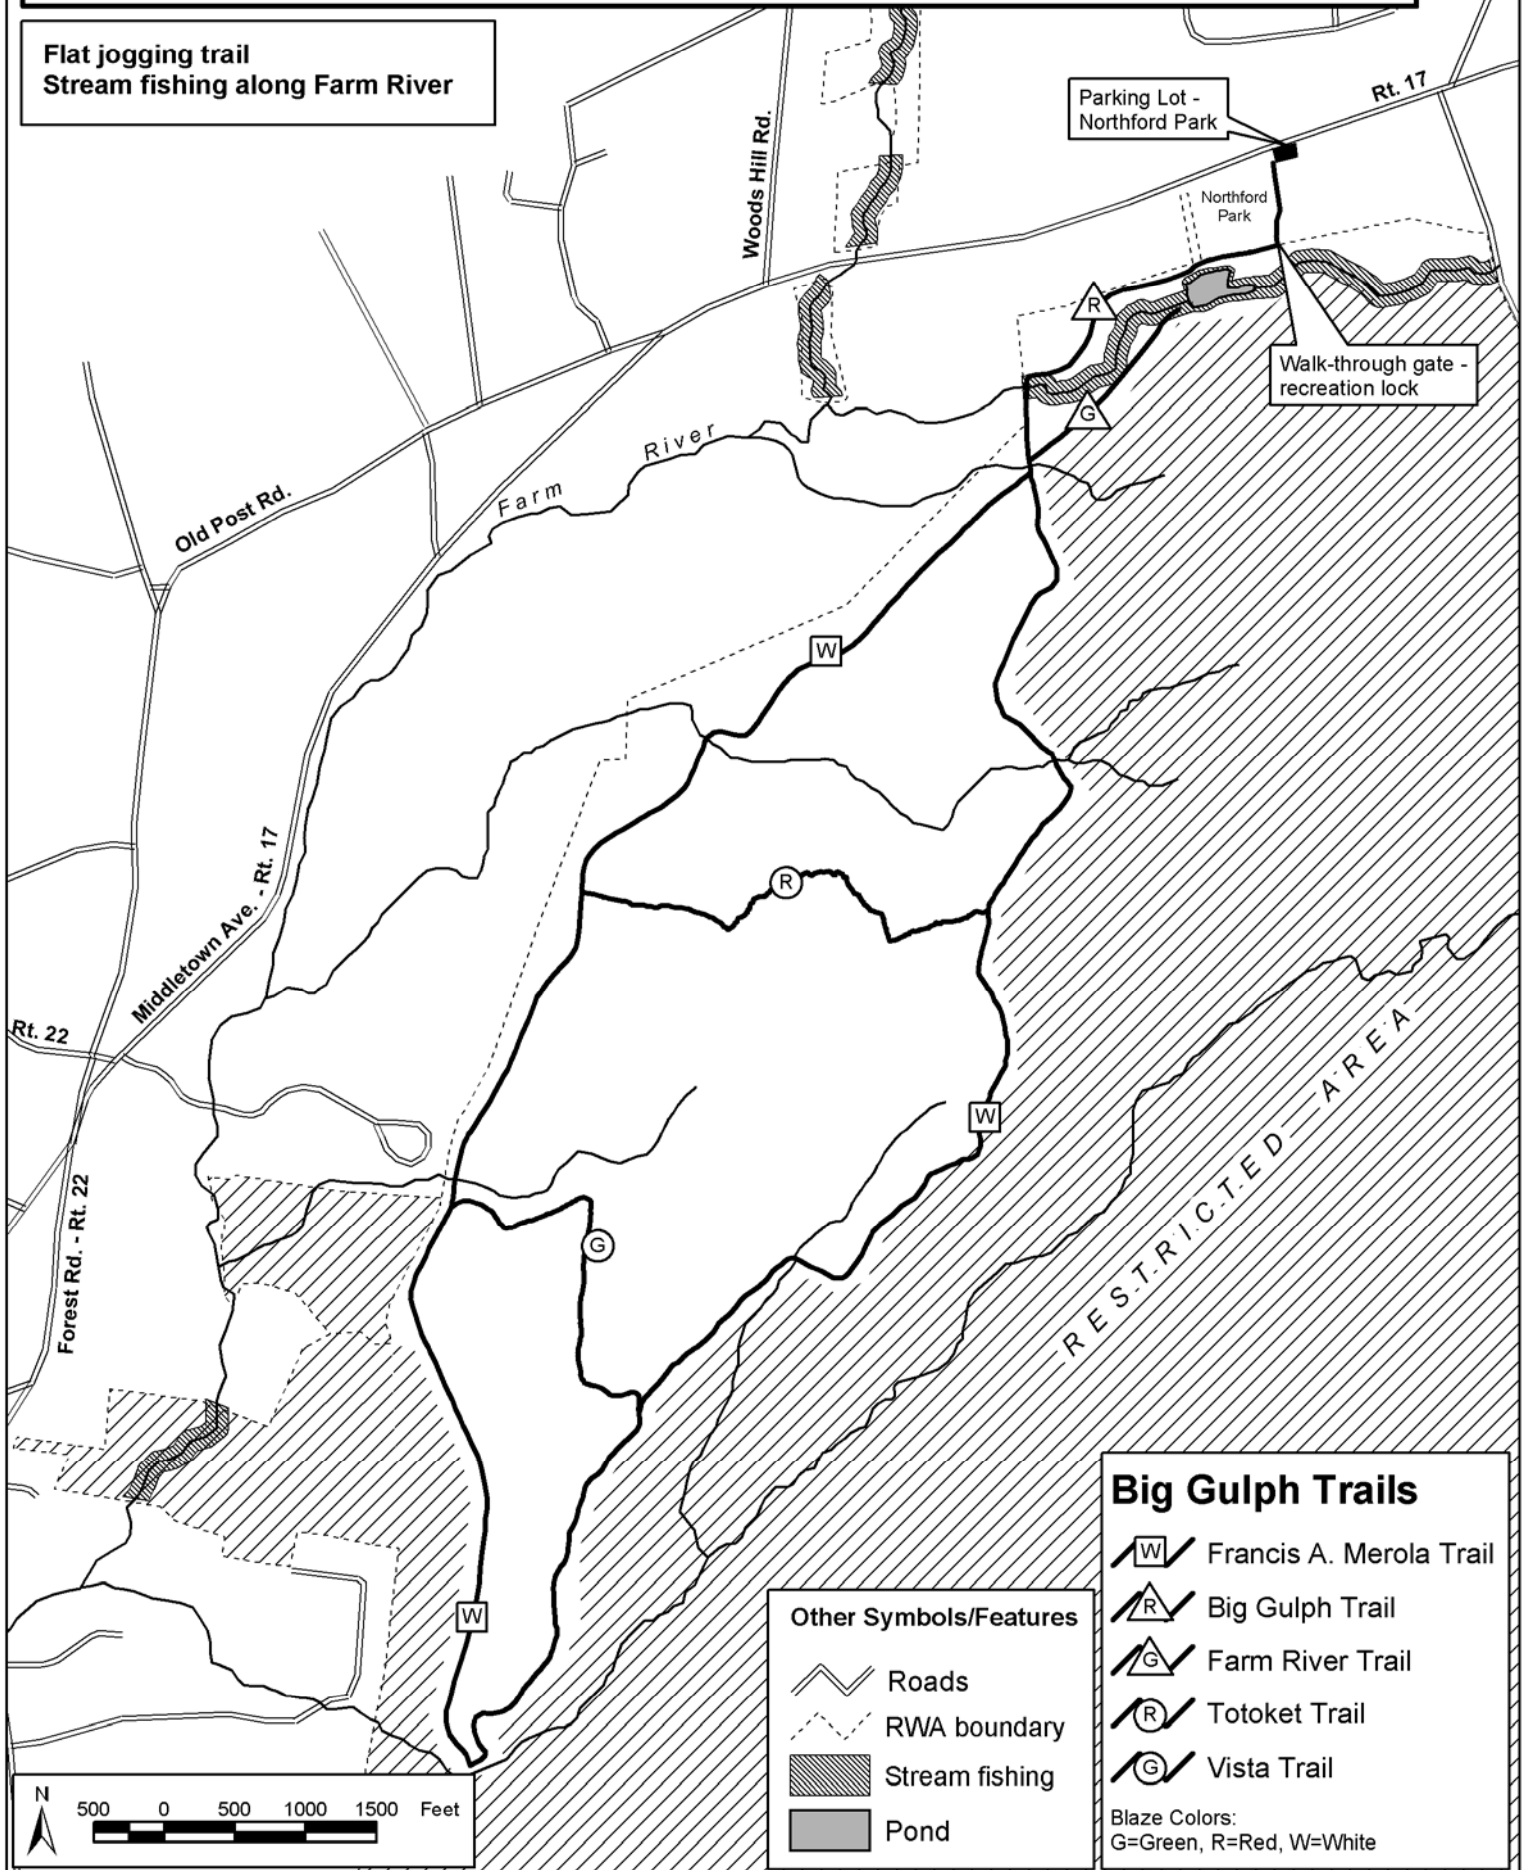 Flat jogging trail
Stream fishing along Farm River
Parking Lot -
Northford Park
Rt. 17
Woods Hill Rd.
Northford
Park
R
Walk-through gate -
recreation lock
G
Farm River
Old Post Rd.
W
R
Middletown Ave. - Rt. 17
Rt. 22
W
RESTRICTED AREA
G
Forest Rd. - Rt. 22
W
Big Gulph Trails
W Francis A. Merola Trail
R Big Gulph Trail
G Farm River Trail
R Totoket Trail
G Vista Trail
Blaze Colors:
G=Green, R=Red, W=White
Other Symbols/Features
Roads
RWA boundary
Stream fishing
Pond
N
500 0 500 1000 1500 Feet